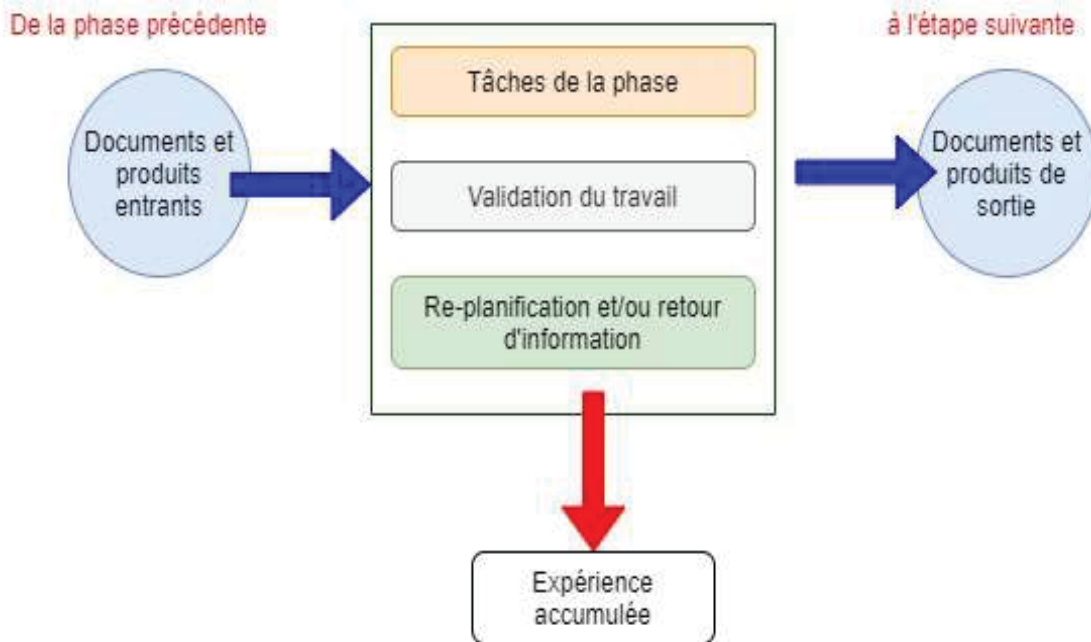 De la phase précédente
à l'étape suivante
Tâches de la phase
Documents et
produits
entrants
Validation du travail
Documents et
produits de
sortie
Re-planification et/ou retour
d'information
Expérience
accumulée